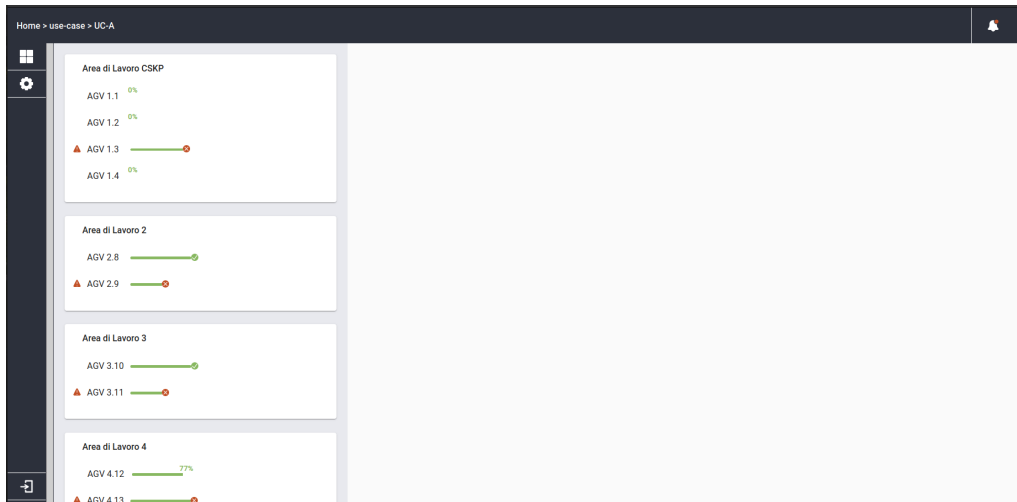 Home > use-case > UC-A
Area di Lavoro CSKP
AGV 1.1 0%
AGV 1.2 0%
AGV 1.3
AGV 1.4 0%
Area di Lavoro 2
AGV 2.8
AGV 2.9
Area di Lavoro 3
AGV 3.10
AGV 3.11
Area di Lavoro 4
AGV 4.12 77%
AGV 4.13